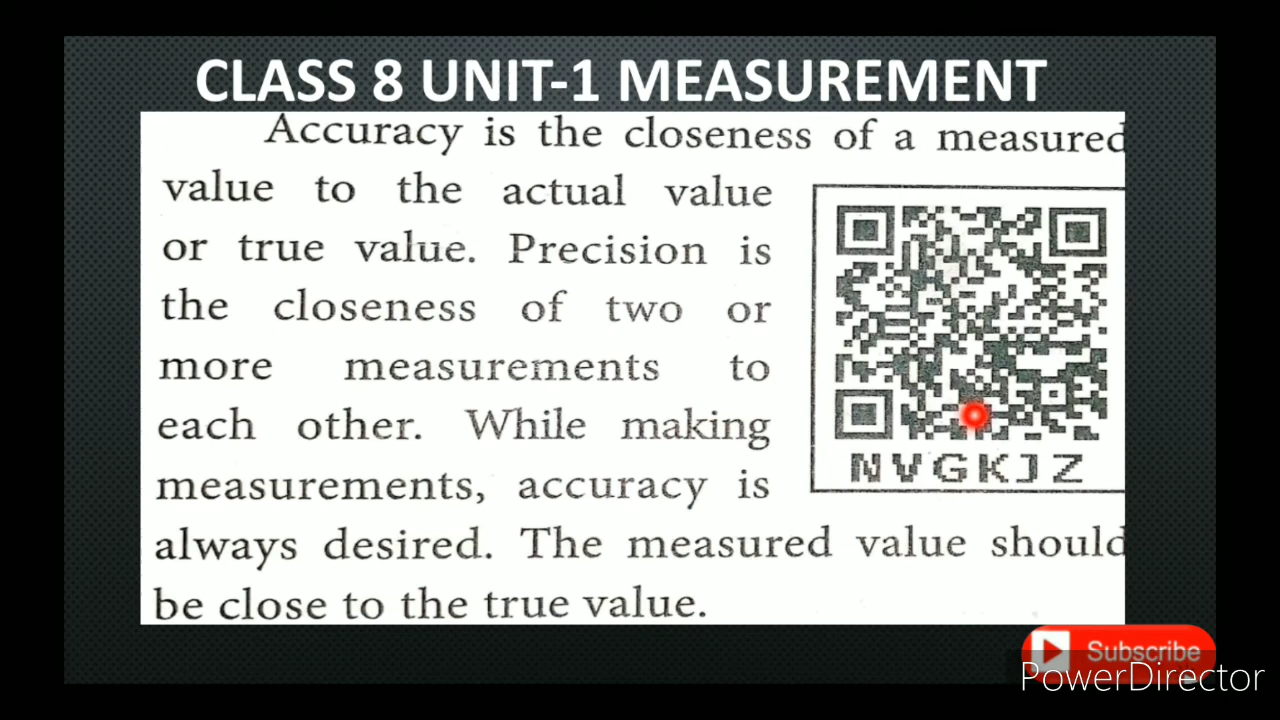 CLASS 8 UNIT-1 MEASUREMENT
Accuracy is the closeness of a measured
value to the actual value
or true value. Precision is
the closeness of two or
more measurements to
each other. While making
measurements, accuracy is
always desired. The measured value should
be close to the true value.
NVGKJZ
Subscribe
PowerDirector